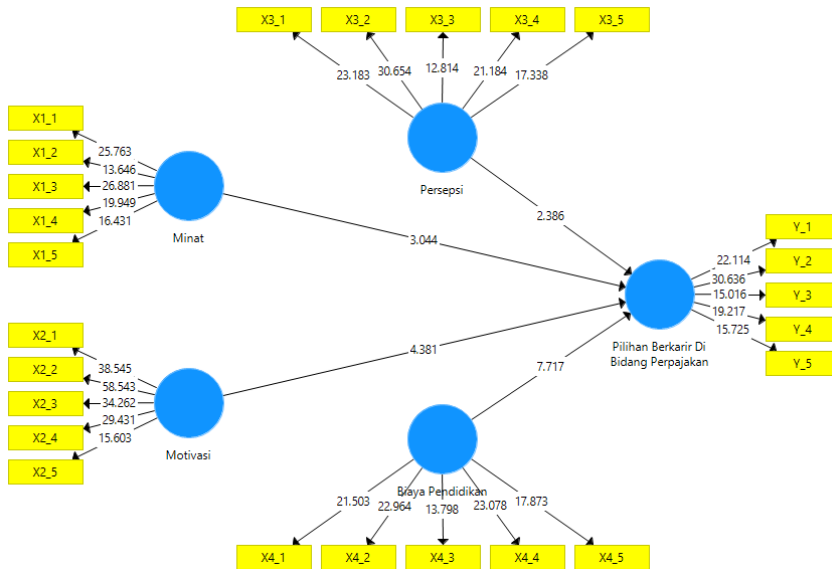 X3_1
X3_2
X3_3
X3_4
X3_5
23.183
30.654
12.814
21.184
17.338
Persepsi
X1_1
X1_2
X1_3
X1_4
X1_5
25.763
13.646
26.881
19.949
16.431
Minat
3.044
2.386
X2_1
X2_2
X2_3
X2_4
X2_5
38.545
58.543
34.262
29.431
15.603
Motivasi
4.381
7.717
Pilihan Berkarir Di
Bidang Perpajakan
22.114
30.636
15.016
19.217
15.725
Y_1
Y_2
Y_3
Y_4
Y_5
Biaya Pendidikan
21.503
22.964
13.798
23.078
17.873
X4_1
X4_2
X4_3
X4_4
X4_5